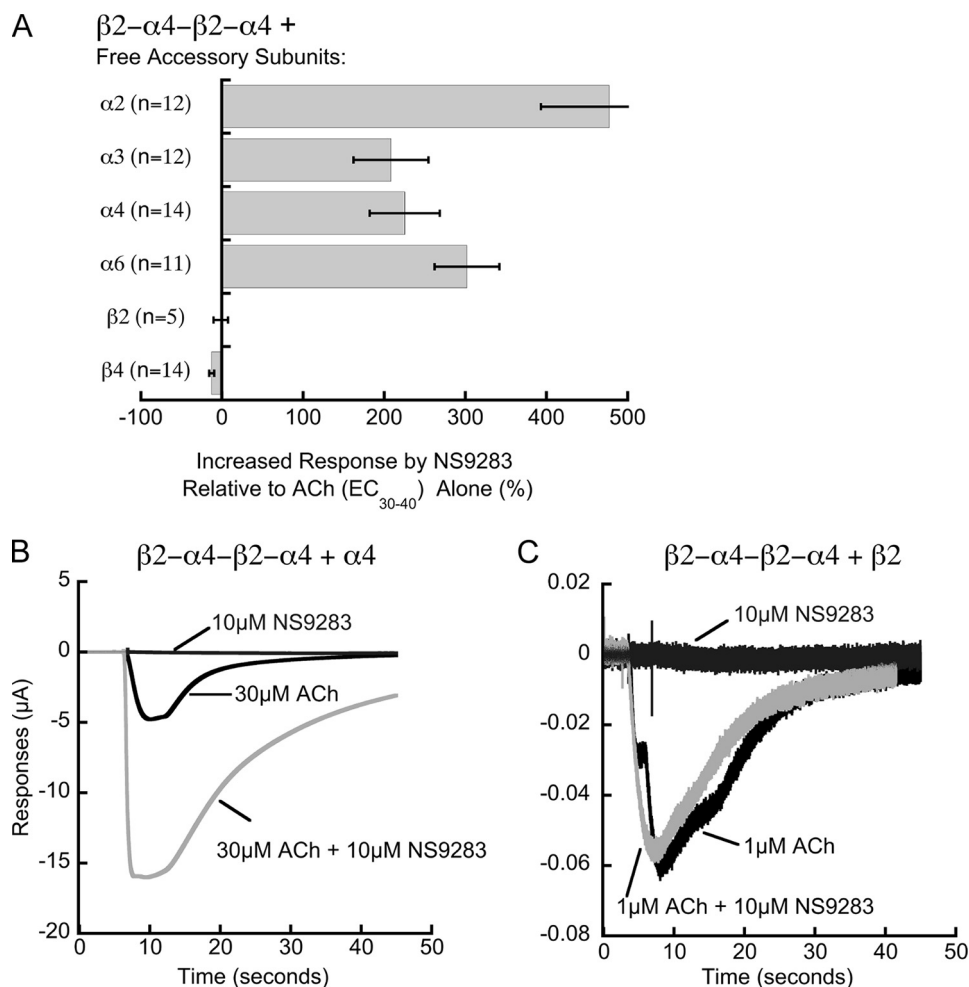 A
β2−α4−β2−α4 +
Free Accessory Subunits:
α2 (n=12)
α3 (n=12)
α4 (n=14)
α6 (n=11)
β2 (n=5)
β4 (n=14)
-100 0 100 200 300 400 500
Increased Response by NS9283
Relative to ACh (EC30-40) Alone (%)
B
β2−α4−β2−α4 + α4
5
0
-5
-10
-15
-20
Responses (µA)
10µM NS9283
30µM ACh
30µM ACh + 10µM NS9283
0 10 20 30 40 50
Time (seconds)
C
β2−α4−β2−α4 + β2
0.02
0
-0.02
-0.04
-0.06
-0.08
10µM NS9283
1µM ACh
1µM ACh + 10µM NS9283
0 10 20 30 40 50
Time (seconds)